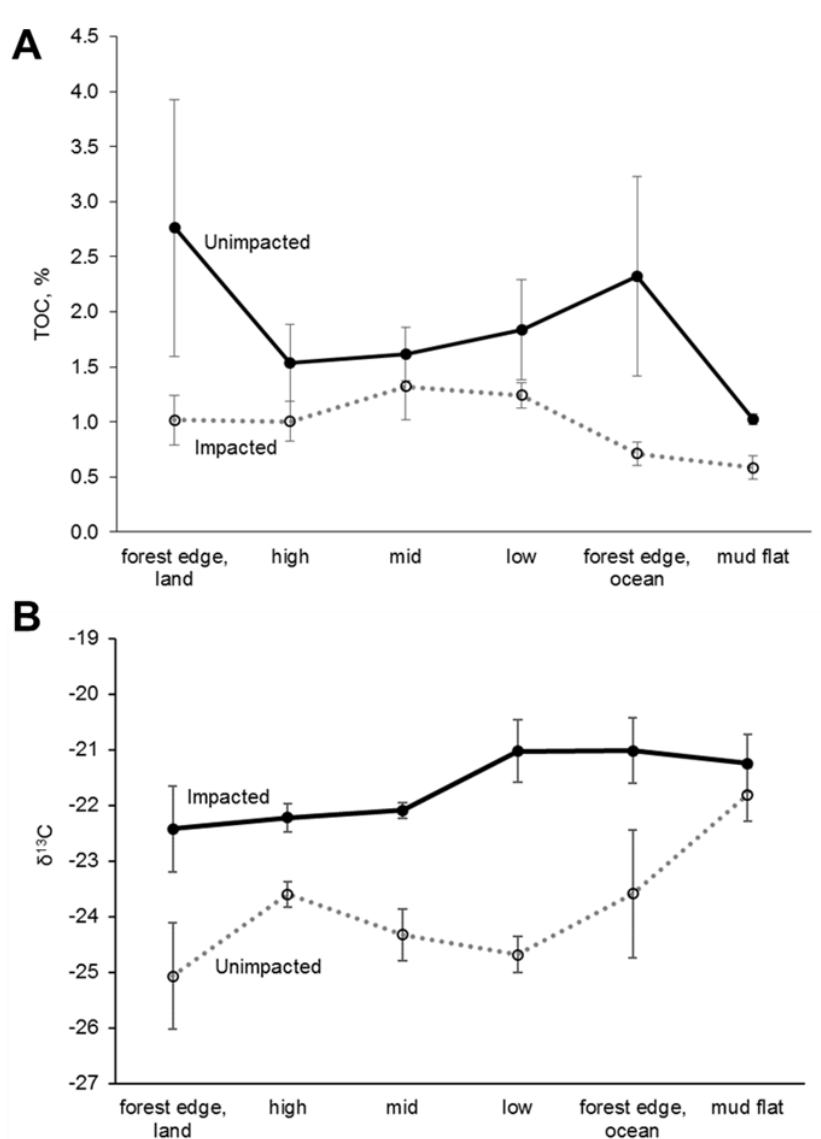 A
4.5
4.0
3.5
3.0
2.5
2.0
1.5
1.0
0.5
0.0
TOC, %
Unimpacted
Impacted
forest edge, high mid low forest edge, mud flat
land ocean
B
-19
-20
-21
-22
-23
-24
-25
-26
-27
δ¹³C
Impacted
Unimpacted
forest edge, high mid low forest edge, mud flat
land ocean